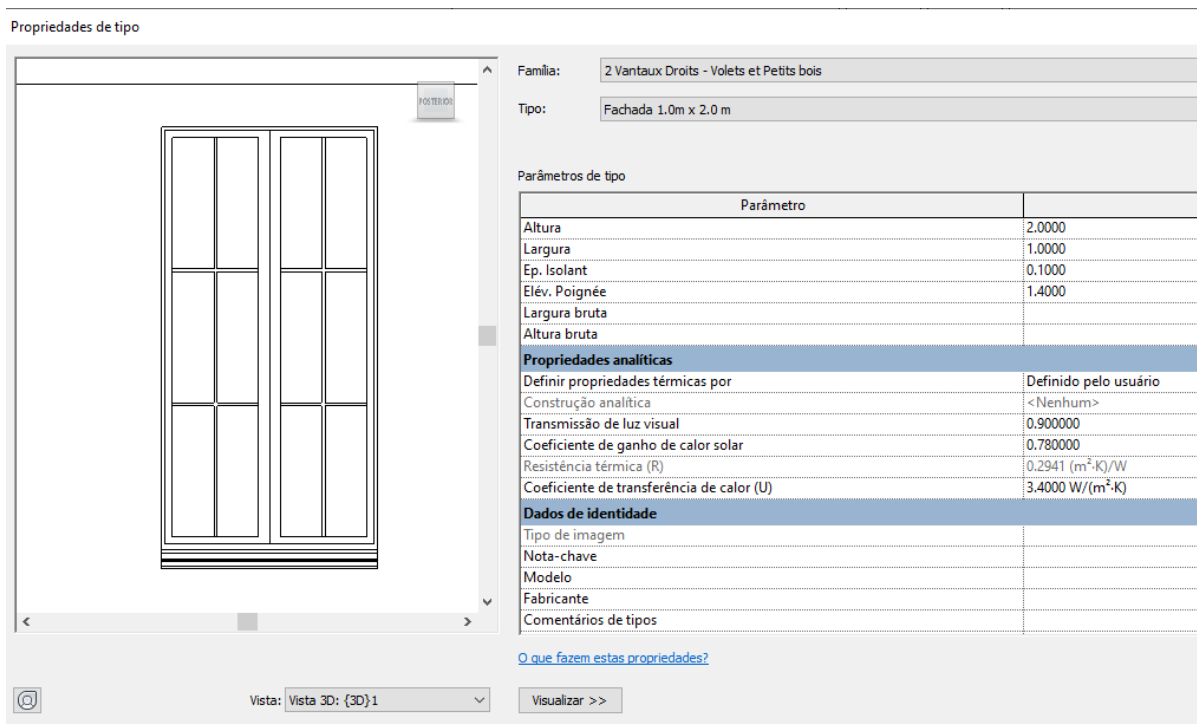 Propriedades de tipo
POSTERIOR
Família: 2 Vantaux Droits - Volets et Petits bois
Tipo: Fachada 1.0m x 2.0 m
Parâmetros de tipo
Parâmetro
Altura 2.0000
Largura 1.0000
Ep. Isolant 0.1000
Elév. Poignée 1.4000
Largura bruta
Altura bruta
Propriedades analíticas
Definir propriedades térmicas por Definido pelo usuário
Construção analítica <Nenhum>
Transmissão de luz visual 0.900000
Coeficiente de ganho de calor solar 0.780000
Resistência térmica (R) 0.2941 (m²·K)/W
Coeficiente de transferência de calor (U) 3.4000 W/(m²·K)
Dados de identidade
Tipo de imagem
Nota-chave
Modelo
Fabricante
Comentários de tipos
O que fazem estas propriedades?
Vista: Vista 3D: {3D}1
Visualizar >>